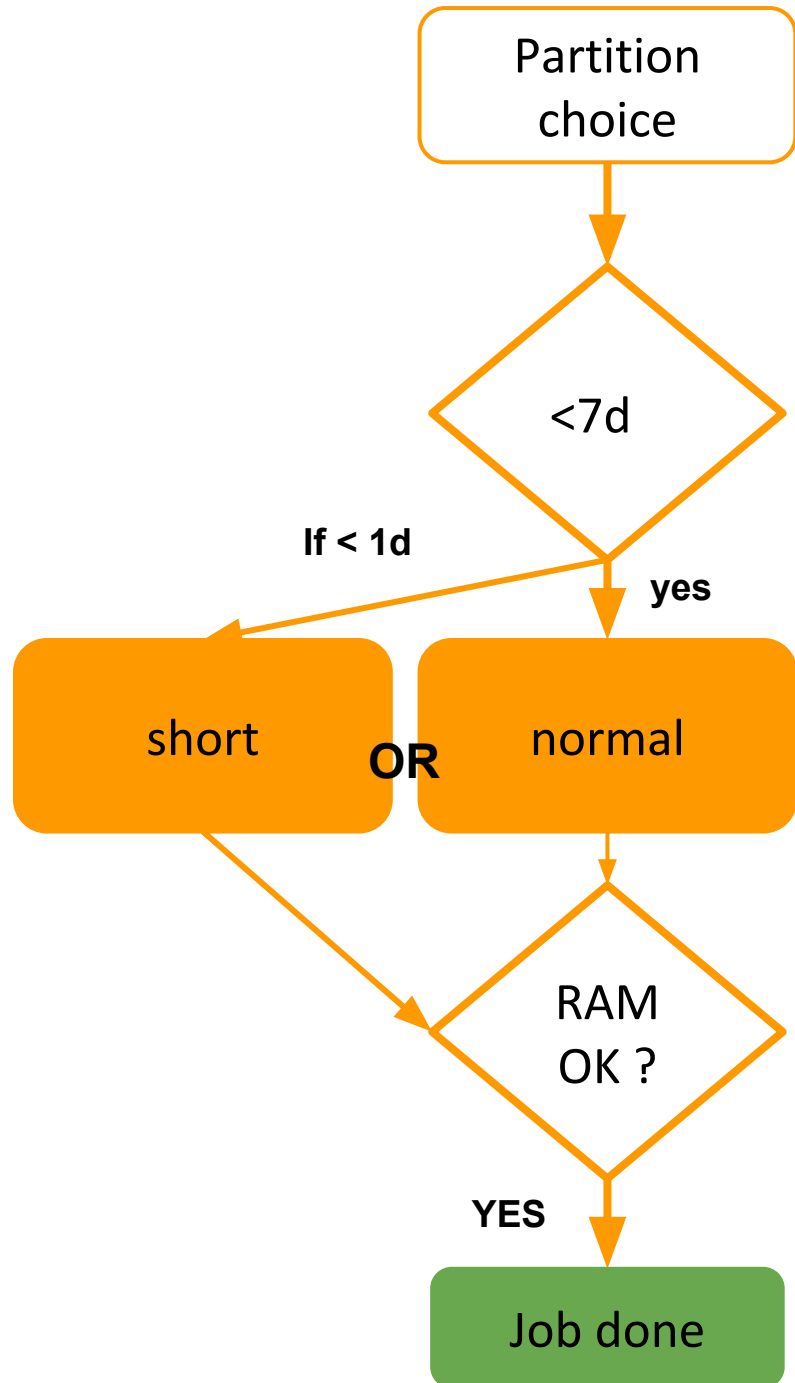 Partition
choice
<7d
If < 1d
yes
short
OR
normal
RAM
OK ?
YES
Job done